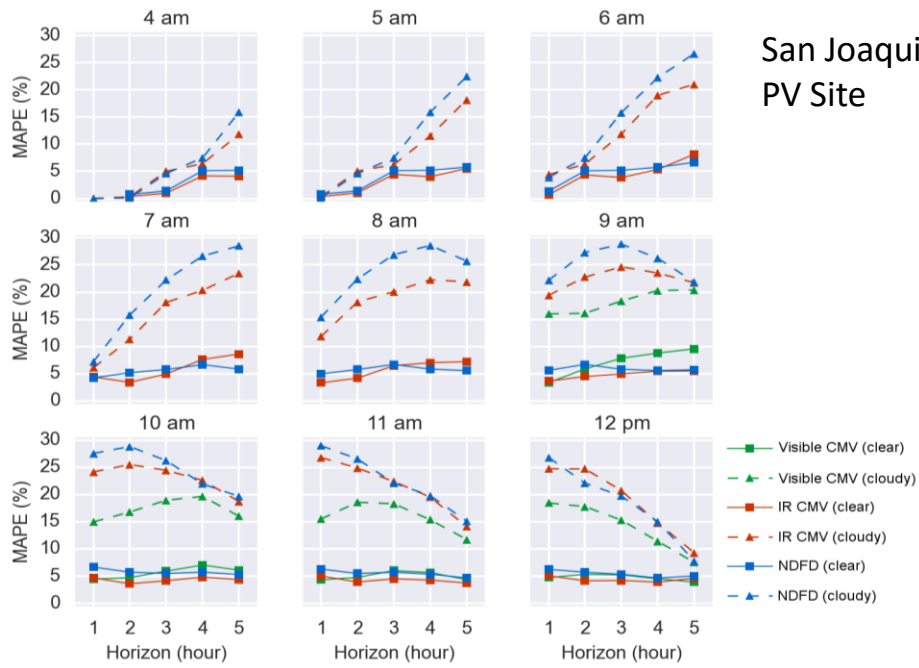 4 am
5 am
6 am
San Joaqui
PV Site
MAPE (%)
30
25
20
15
10
5
0
7 am
8 am
9 am
MAPE (%)
30
25
20
15
10
5
0
10 am
11 am
12 pm
MAPE (%)
30
25
20
15
10
5
0
1 2 3 4 5
Horizon (hour)
1 2 3 4 5
Horizon (hour)
1 2 3 4 5
Horizon (hour)
Visible CMV (clear)
Visible CMV (cloudy)
IR CMV (clear)
IR CMV (cloudy)
NDFD (clear)
NDFD (cloudy)